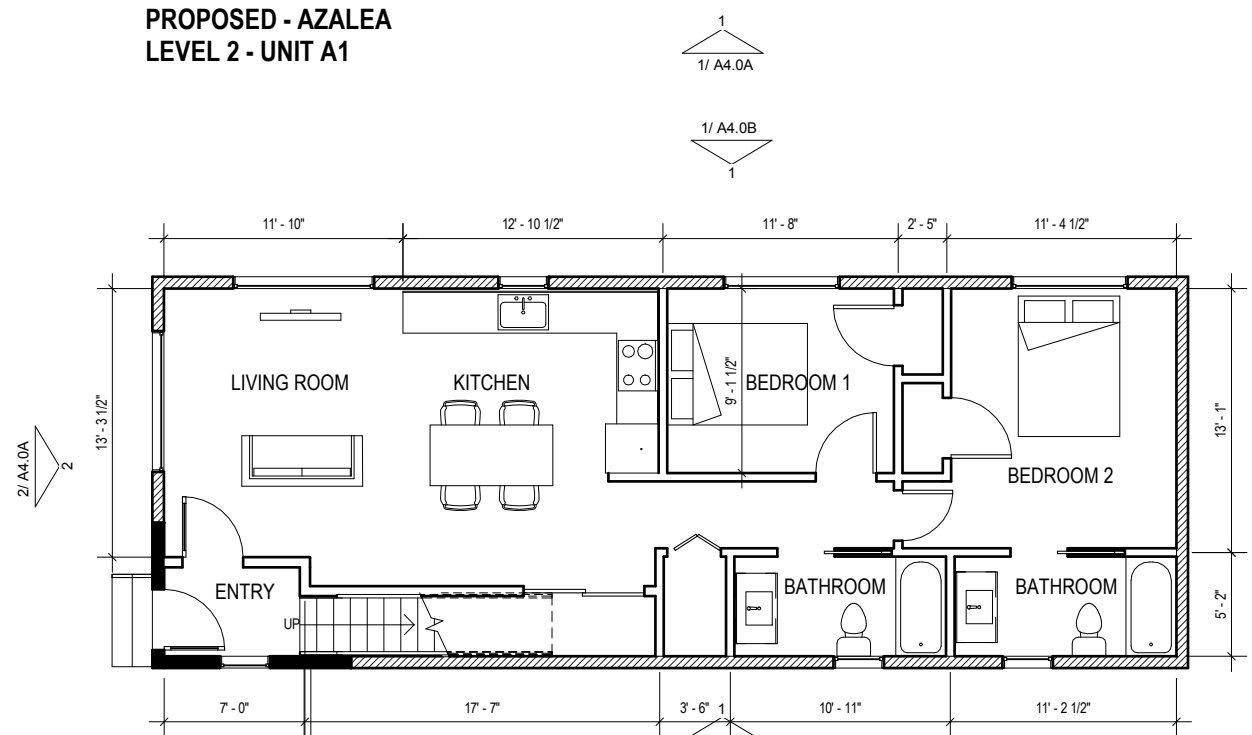 PROPOSED - AZALEA
LEVEL 2 - UNIT A1
1
1/ A4.0A
1/ A4.0B
1
11' - 10"
12' - 10 1/2"
11' - 8"
2' - 5"
11' - 4 1/2"
LIVING ROOM
KITCHEN
BEDROOM 1
9' - 1 1/2"
13' - 3 1/2"
13' - 1"
2/ A4.0A
2
BEDROOM 2
ENTRY
UP
BATHROOM
BATHROOM
5' - 2"
7' - 0"
17' - 7"
3' - 6"
1
10' - 11"
11' - 2 1/2"